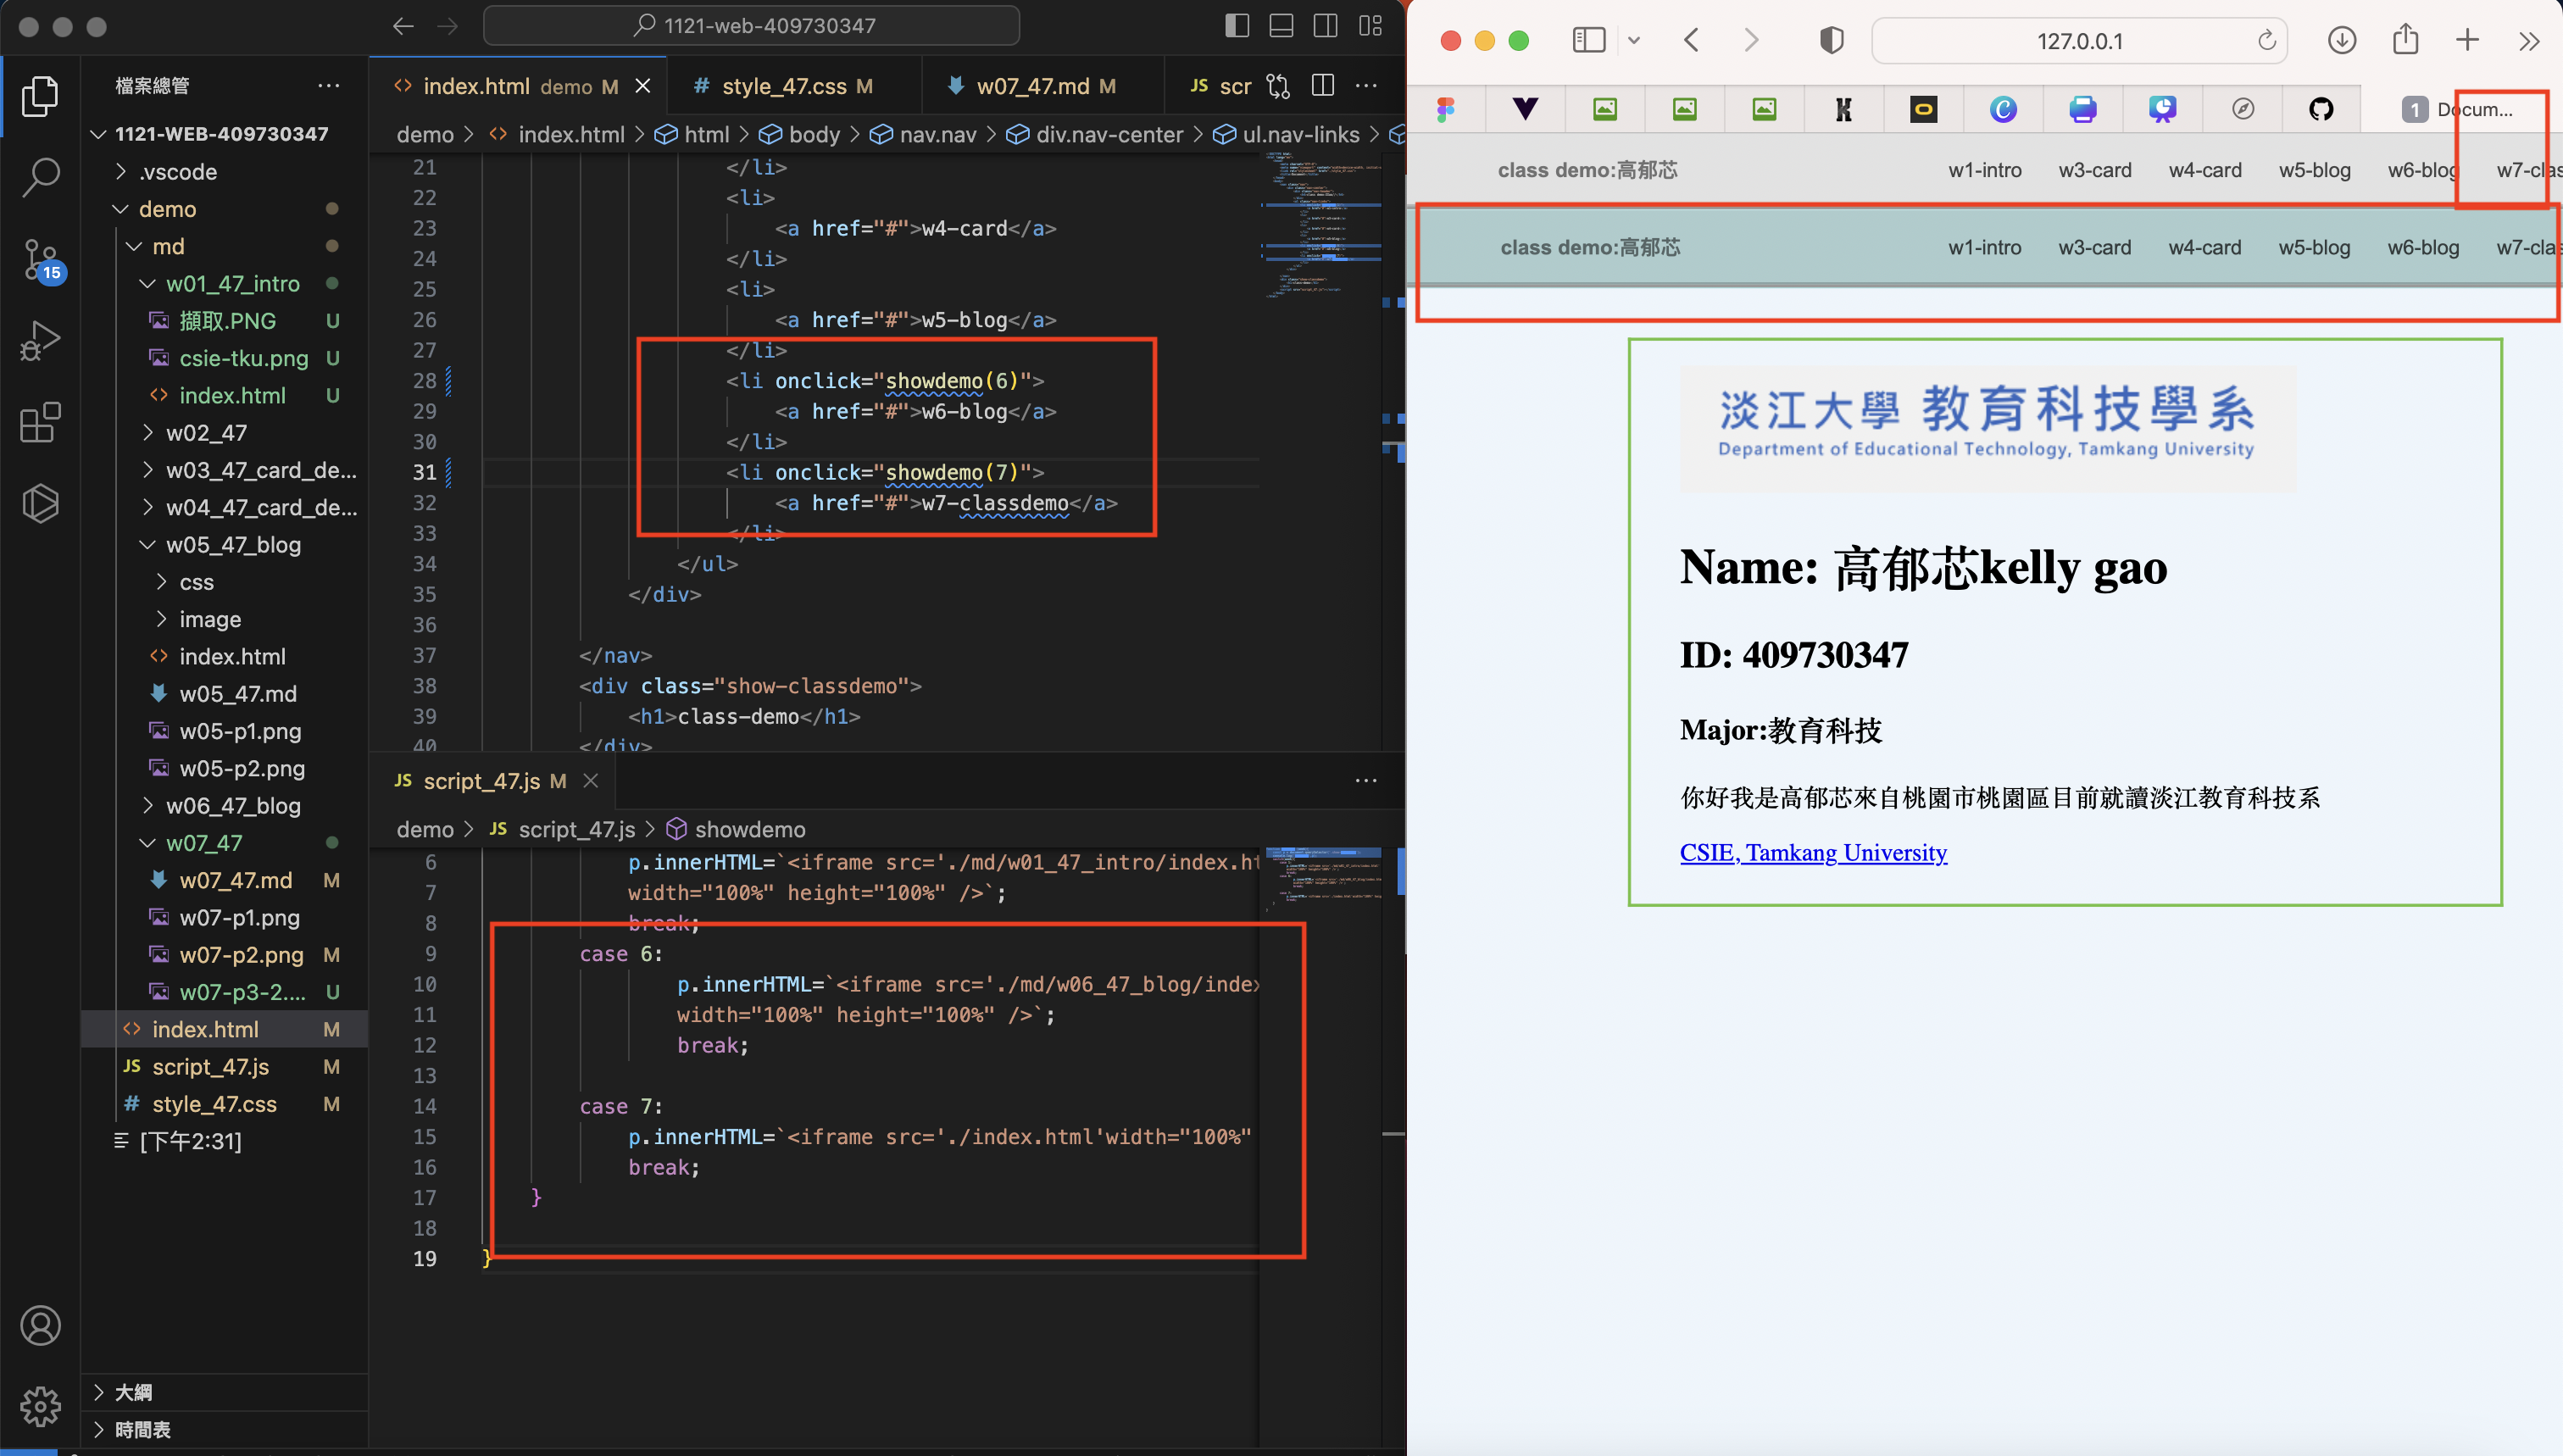 1121-web-409730347
檔案總管
1121-WEB-409730347
.vscode
demo
md
w01_47_intro
擷取.PNG U
csie-tku.png U
index.html U
w02_47
w03_47_card_de...
w04_47_card_de...
w05_47_blog
css
image
index.html
w05_47.md
w05-p1.png
w05-p2.png
w06_47_blog
w07_47
w07_47.md M
w07-p1.png
w07-p2.png M
w07-p3-2.... U
index.html M
script_47.js M
style_47.css M
[下午2:31]
大綱
時間表
15
index.html demo M
# style_47.css M
w07_47.md M
JS scr
demo > index.html > html > body > nav.nav > div.nav-center > ul.nav-links >
21 </li>
22 <li>
23 <a href="#">w4-card</a>
24 </li>
25 <li>
26 <a href="#">w5-blog</a>
27 </li>
28 <li onclick="showdemo(6)">
29 <a href="#">w6-blog</a>
30 </li>
31 <li onclick="showdemo(7)">
32 <a href="#">w7-classdemo</a>
33 </li>
34 </ul>
35 </div>
36
37 </nav>
38 <div class="show-classdemo">
39 <h1>class-demo</h1>
40 </div>
JS script_47.js M
demo > JS script_47.js > showdemo
6 p.innerHTML=`<iframe src='./md/w01_47_intro/index.ht
7 width="100%" height="100%" />`;
8 break;
9 case 6:
10 p.innerHTML=`<iframe src='./md/w06_47_blog/index
11 width="100%" height="100%" />`;
12 break;
13
14 case 7:
15 p.innerHTML=`<iframe src='./index.html'width="100%"
16 break;
17 }
18
19 }
127.0.0.1
1 Docum...
class demo:高郁芯 w1-intro w3-card w4-card w5-blog w6-blog w7-clas
class demo:高郁芯 w1-intro w3-card w4-card w5-blog w6-blog w7-clas
淡江大學 教育科技學系
Department of Educational Technology, Tamkang University
Name: 高郁芯kelly gao
ID: 409730347
Major:教育科技
你好我是高郁芯來自桃園市桃園區目前就讀淡江教育科技系
CSIE, Tamkang University